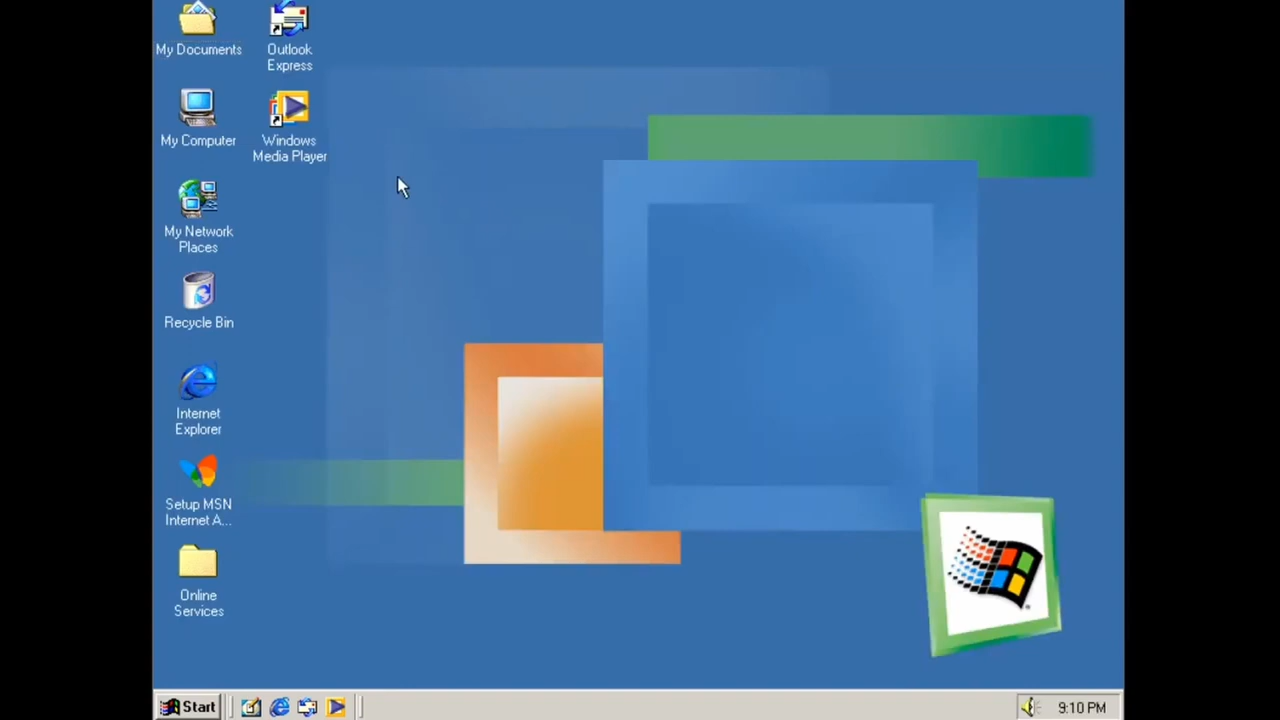 My Documents
Outlook
Express
My Computer
Windows
Media Player
My Network
Places
Recycle Bin
Internet
Explorer
Setup MSN
Internet A...
Online
Services
Start
9:10 PM